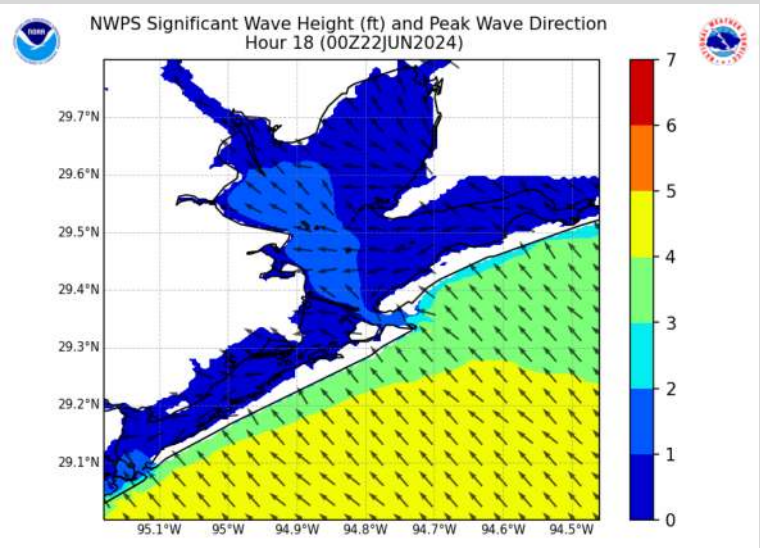 NWPS Significant Wave Height (ft) and Peak Wave Direction
Hour 18 (00Z22JUN2024)
NOAA
7
6
5
4
3
2
1
0
29.7°N
29.6°N
29.5°N
29.4°N
29.3°N
29.2°N
29.1°N
95.1°W 95°W 94.9°W 94.8°W 94.7°W 94.6°W 94.5°W